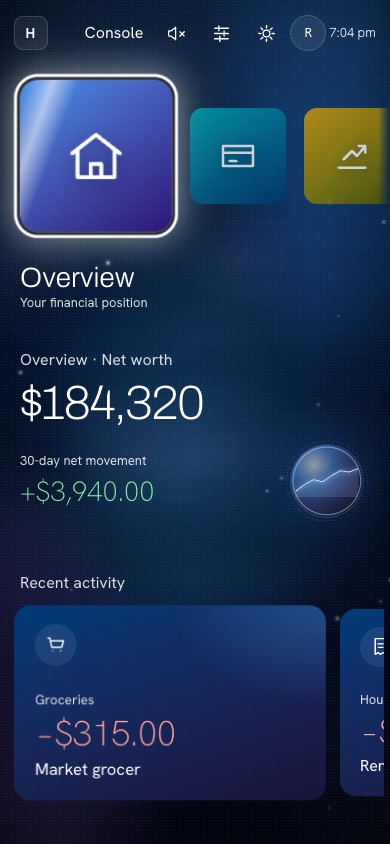 H Console R 7:04 pm
Overview
Your financial position
Overview · Net worth
$184,320
30-day net movement
+$3,940.00
Recent activity
Groceries
−$315.00
Market grocer